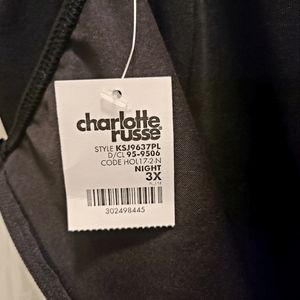 charlotte
russe
STYLE KSJ9637PL
D/CL 95-9506
CODE HOL17-2-N
NIGHT
3X
302498445